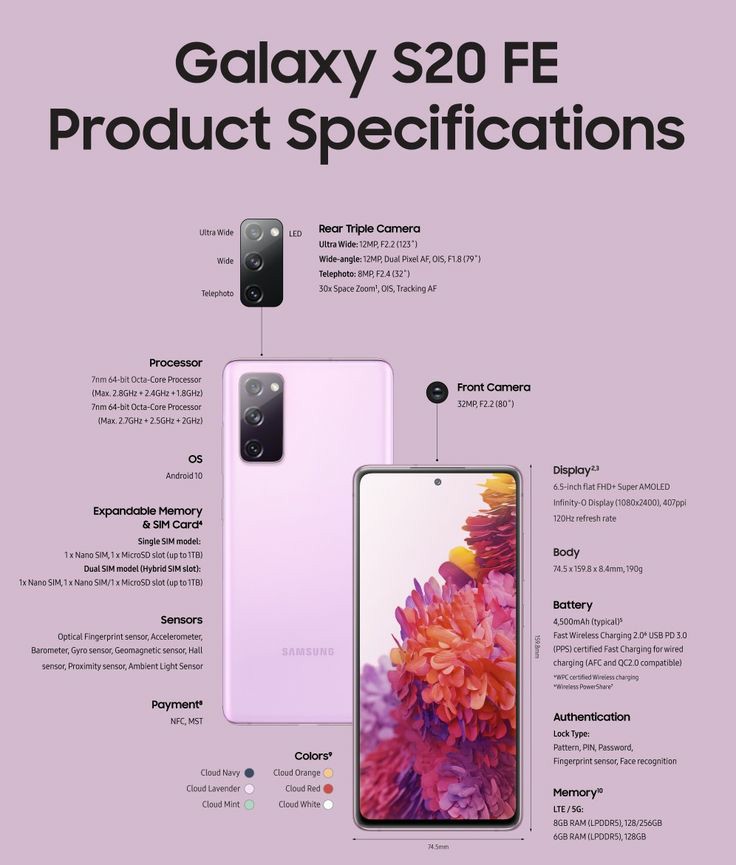 Galaxy S20 FE
Product Specifications
Ultra Wide
LED
Wide
Telephoto
Rear Triple Camera
Ultra Wide: 12MP, F2.2 (123˚)
Wide-angle: 12MP, Dual Pixel AF, OIS, F1.8 (79˚)
Telephoto: 8MP, F2.4 (32˚)
30x Space Zoom¹, OIS, Tracking AF
Processor
7nm 64-bit Octa-Core Processor
(Max. 2.8GHz + 2.4GHz + 1.8GHz)
7nm 64-bit Octa-Core Processor
(Max. 2.7GHz + 2.5GHz + 2GHz)
OS
Android 10
Expandable Memory
& SIM Card⁴
Single SIM model:
1 x Nano SIM, 1 x MicroSD slot (up to 1TB)
Dual SIM model (Hybrid SIM slot):
1x Nano SIM, 1 x Nano SIM/1 x MicroSD slot (up to 1TB)
Sensors
Optical Fingerprint sensor, Accelerometer,
Barometer, Gyro sensor, Geomagnetic sensor, Hall
sensor, Proximity sensor, Ambient Light Sensor
Payment⁸
NFC, MST
SAMSUNG
Colors⁹
Cloud Navy
Cloud Orange
Cloud Lavender
Cloud Red
Cloud Mint
Cloud White
Front Camera
32MP, F2.2 (80˚)
Display²,³
6.5-inch flat FHD+ Super AMOLED
Infinity-O Display (1080x2400), 407ppi
120Hz refresh rate
Body
74.5 x 159.8 x 8.4mm, 190g
Battery
4,500mAh (typical)⁵
Fast Wireless Charging 2.0⁶ USB PD 3.0
(PPS) certified Fast Charging for wired
charging (AFC and QC2.0 compatible)
*WPC certified Wireless charging
*Wireless PowerShare⁷
Authentication
Lock Type:
Pattern, PIN, Password,
Fingerprint sensor, Face recognition
Memory¹⁰
LTE / 5G:
8GB RAM (LPDDR5), 128/256GB
6GB RAM (LPDDR5), 128GB
159.8mm
74.5mm